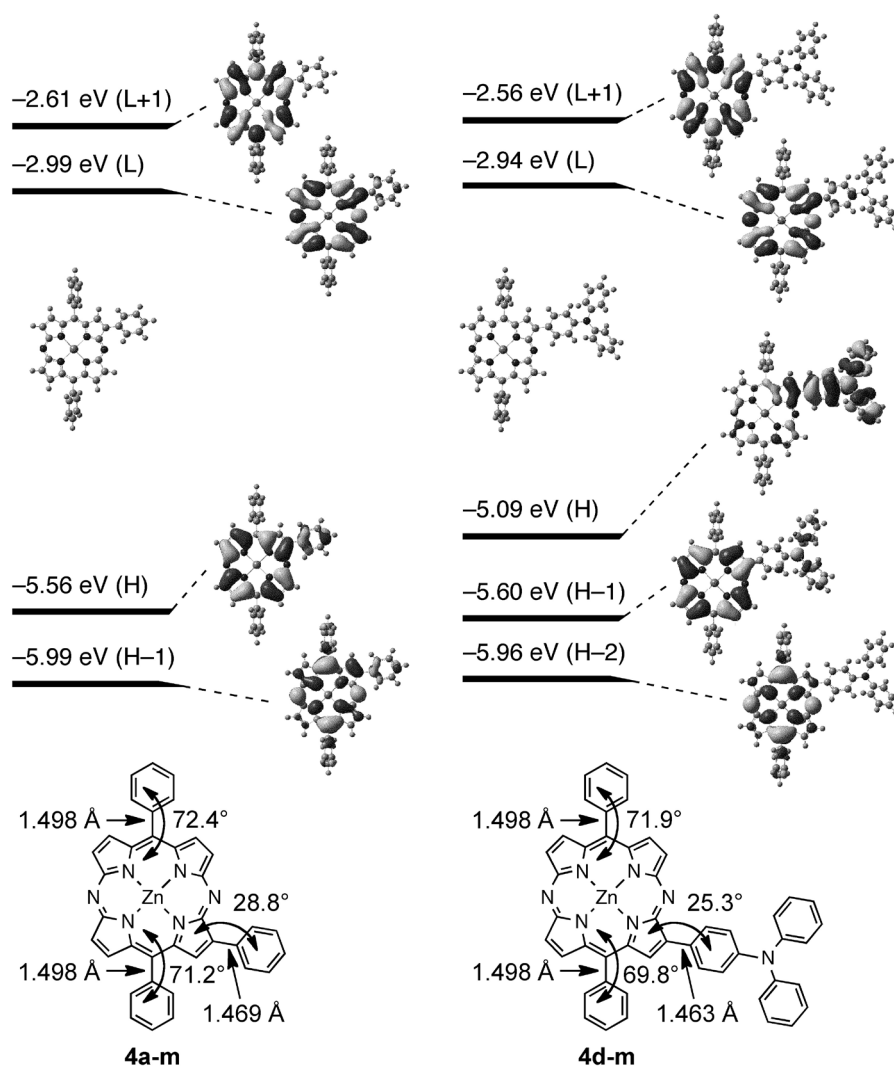 –2.61 eV (L+1)
–2.99 eV (L)
–5.56 eV (H)
–5.99 eV (H–1)
1.498 Å
72.4°
N
N
Zn
N
N
28.8°
N
N
1.498 Å
71.2°
1.469 Å
4a-m
–2.56 eV (L+1)
–2.94 eV (L)
–5.09 eV (H)
–5.60 eV (H–1)
–5.96 eV (H–2)
1.498 Å
71.9°
N
N
Zn
N
N
25.3°
N
N
1.498 Å
69.8°
N
1.463 Å
4d-m